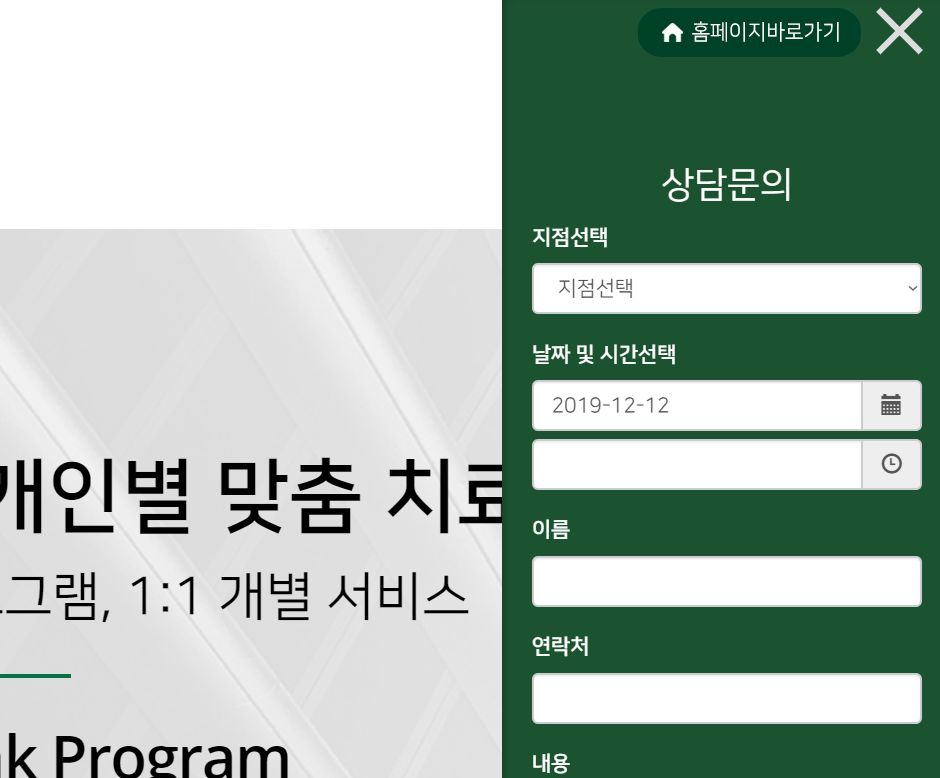 홈페이지바로가기
상담문의
지점선택
지점선택
날짜 및 시간선택
2019-12-12
이름
연락처
내용
개인별 맞춤 치료
그램, 1:1 개별 서비스
Program